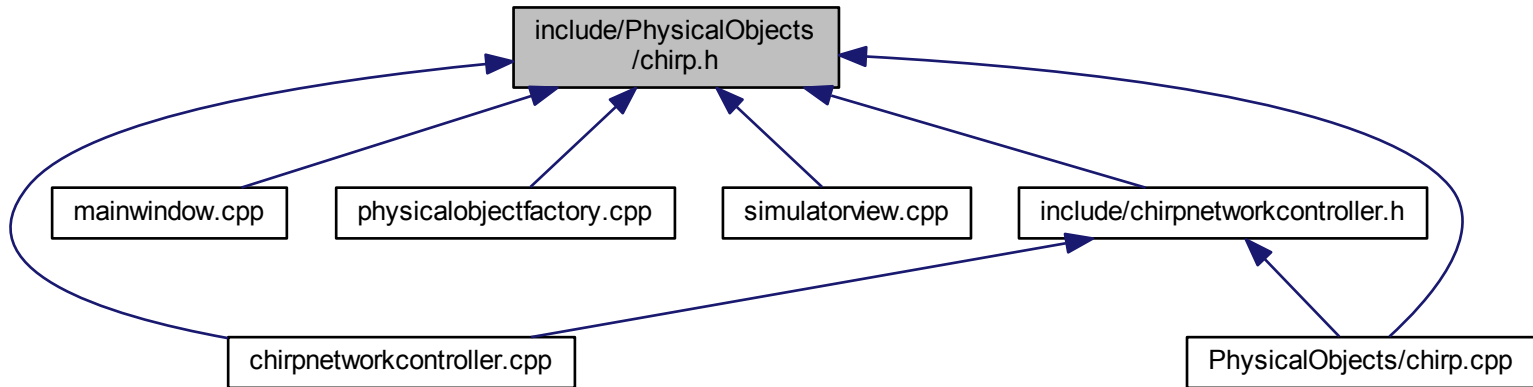 include/PhysicalObjects
/chirp.h
mainwindow.cpp
physicalobjectfactory.cpp
simulatorview.cpp
include/chirpnetworkcontroller.h
chirpnetworkcontroller.cpp
PhysicalObjects/chirp.cpp